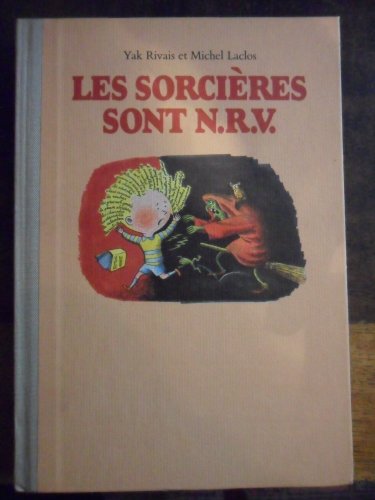 Yak Rivais et Michel Laclos
LES SORCIÈRES
SONT N.R.V.